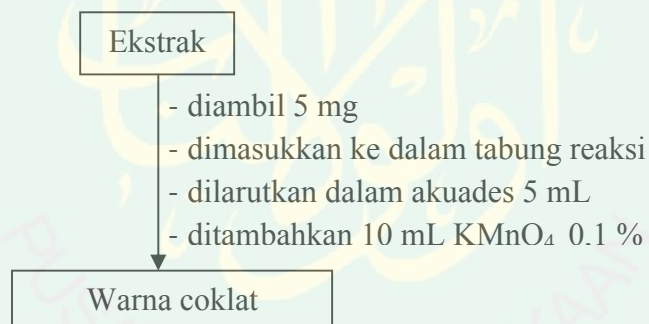 Ekstrak
- diambil 5 mg
- dimasukkan ke dalam tabung reaksi
- dilarutkan dalam akuades 5 mL
- ditambahkan 10 mL KMnO₄ 0,1 %
Warna coklat